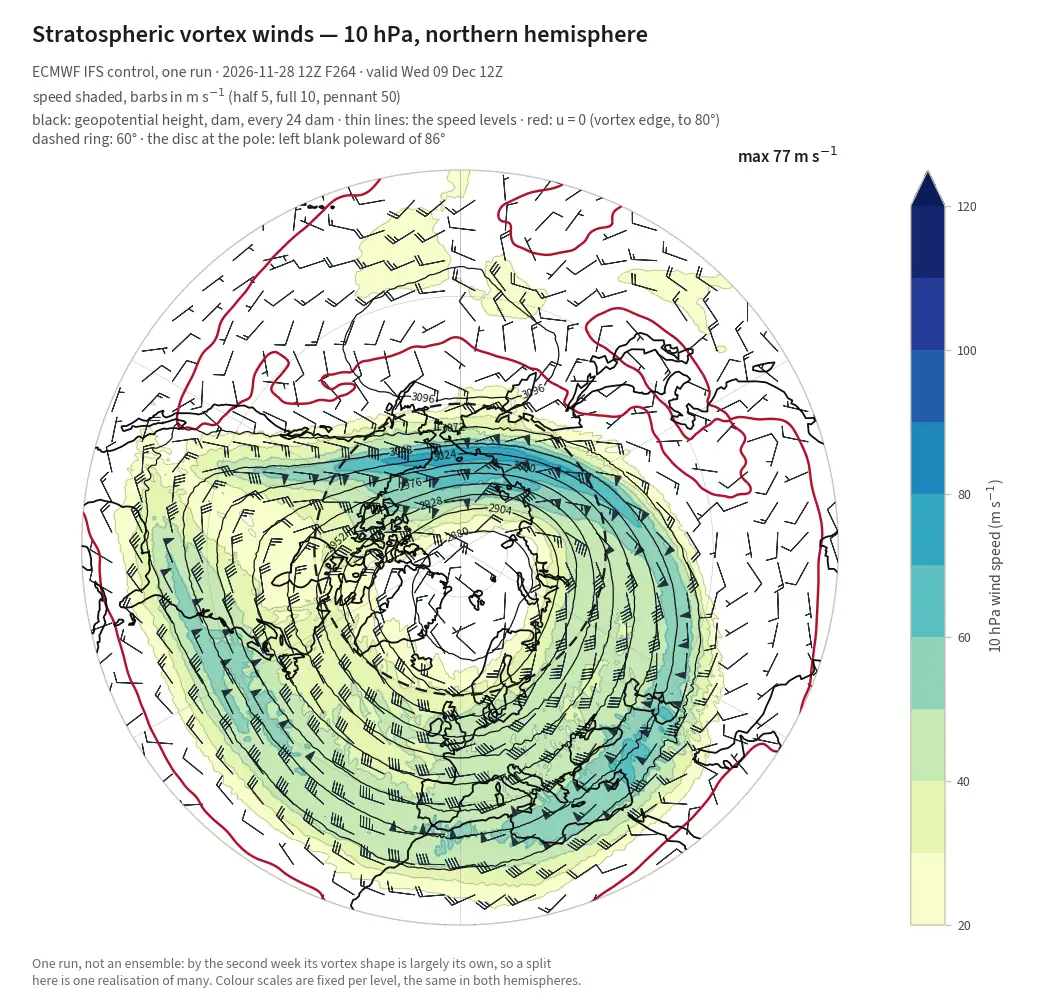 Stratospheric vortex winds — 10 hPa, northern hemisphere
ECMWF IFS control, one run · 2026-11-28 12Z F264 · valid Wed 09 Dec 12Z
speed shaded, barbs in m s⁻¹ (half 5, full 10, pennant 50)
black: geopotential height, dam, every 24 dam · thin lines: the speed levels · red: u = 0 (vortex edge, to 80°)
dashed ring: 60° · the disc at the pole: left blank poleward of 86°
max 77 m s⁻¹
120
100
80
60
40
20
10 hPa wind speed (m s⁻¹)
3096
3096
3024
2928
2904
One run, not an ensemble: by the second week its vortex shape is largely its own, so a split
here is one realisation of many. Colour scales are fixed per level, the same in both hemispheres.